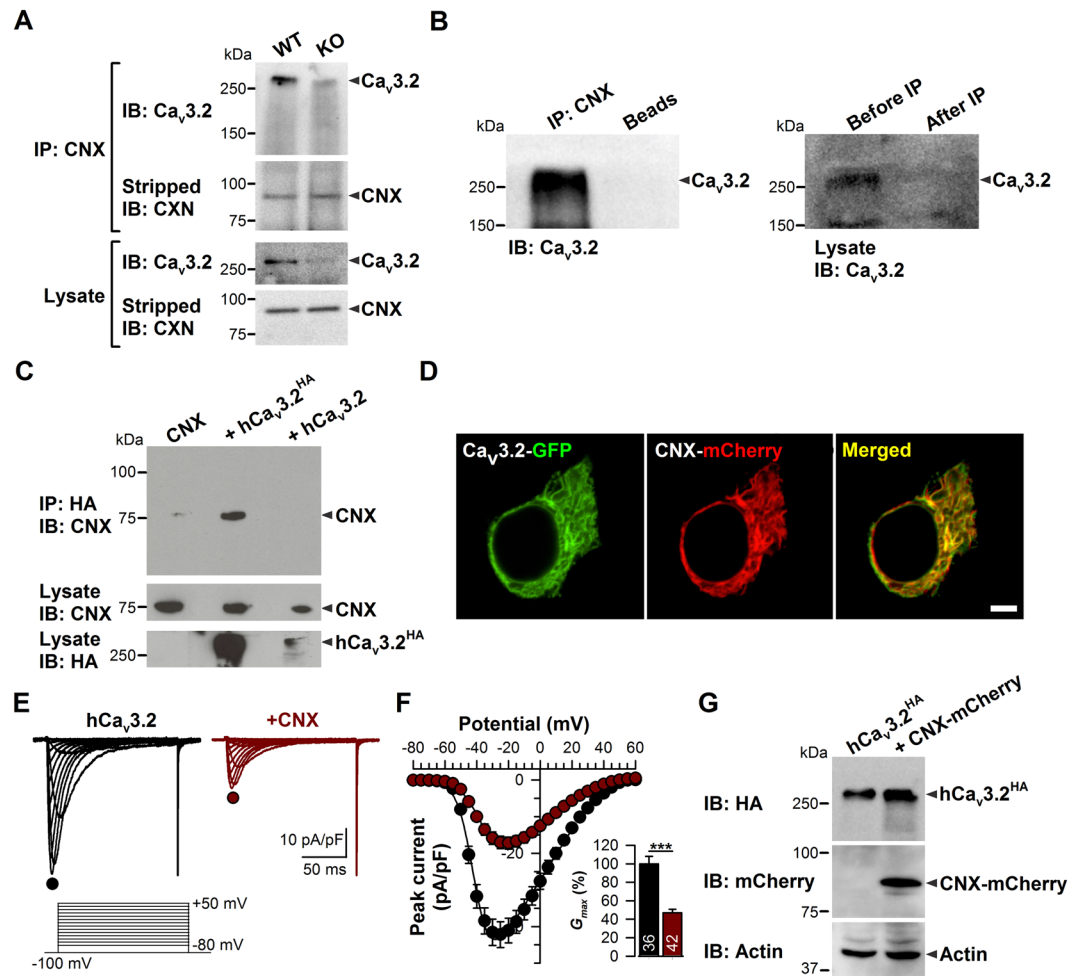 A
WT KO
kDa
250
150
IB: Caᵥ3.2
Caᵥ3.2
IP: CNX
100
75
Stripped
IB: CXN
CNX
Lysate
IB: Caᵥ3.2
250
Caᵥ3.2
Stripped
IB: CXN
100
75
CNX
B
IP: CNX Beads
kDa
250
150
Caᵥ3.2
IB: Caᵥ3.2
Before IP After IP
kDa
250
150
Caᵥ3.2
Lysate
IB: Caᵥ3.2
C
CNX + hCaᵥ3.2ᴴᴬ + hCaᵥ3.2
kDa
100
75
IP: HA
IB: CNX
CNX
Lysate
IB: CNX
75
CNX
Lysate
IB: HA
250
hCaᵥ3.2ᴴᴬ
D
Caᵥ3.2-GFP
CNX-mCherry
Merged
E
hCaᵥ3.2 +CNX
10 pA/pF
50 ms
+50 mV
-80 mV
-100 mV
F
Potential (mV)
-80 -60 -40 -20 0 20 40 60
0
-20
-40
Peak current
(pA/pF)
***
Gmax (%)
120
100
80
60
40
20
0
36 42
G
hCaᵥ3.2ᴴᴬ + CNX-mCherry
kDa
250
IB: HA
hCaᵥ3.2ᴴᴬ
100
75
IB: mCherry
CNX-mCherry
IB: Actin
37
Actin